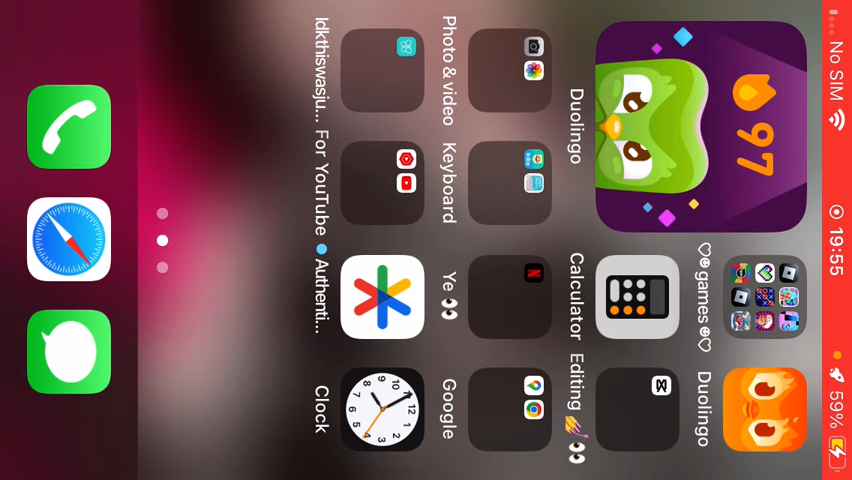 No SIM 19:55 59%
97
Duolingo
♡☻games☻♡ Duolingo
Calculator Editing 💅👀
Photo & video Keyboard Ye 👀 Google
Idkthiswasju... For YouTube Authenti... Clock